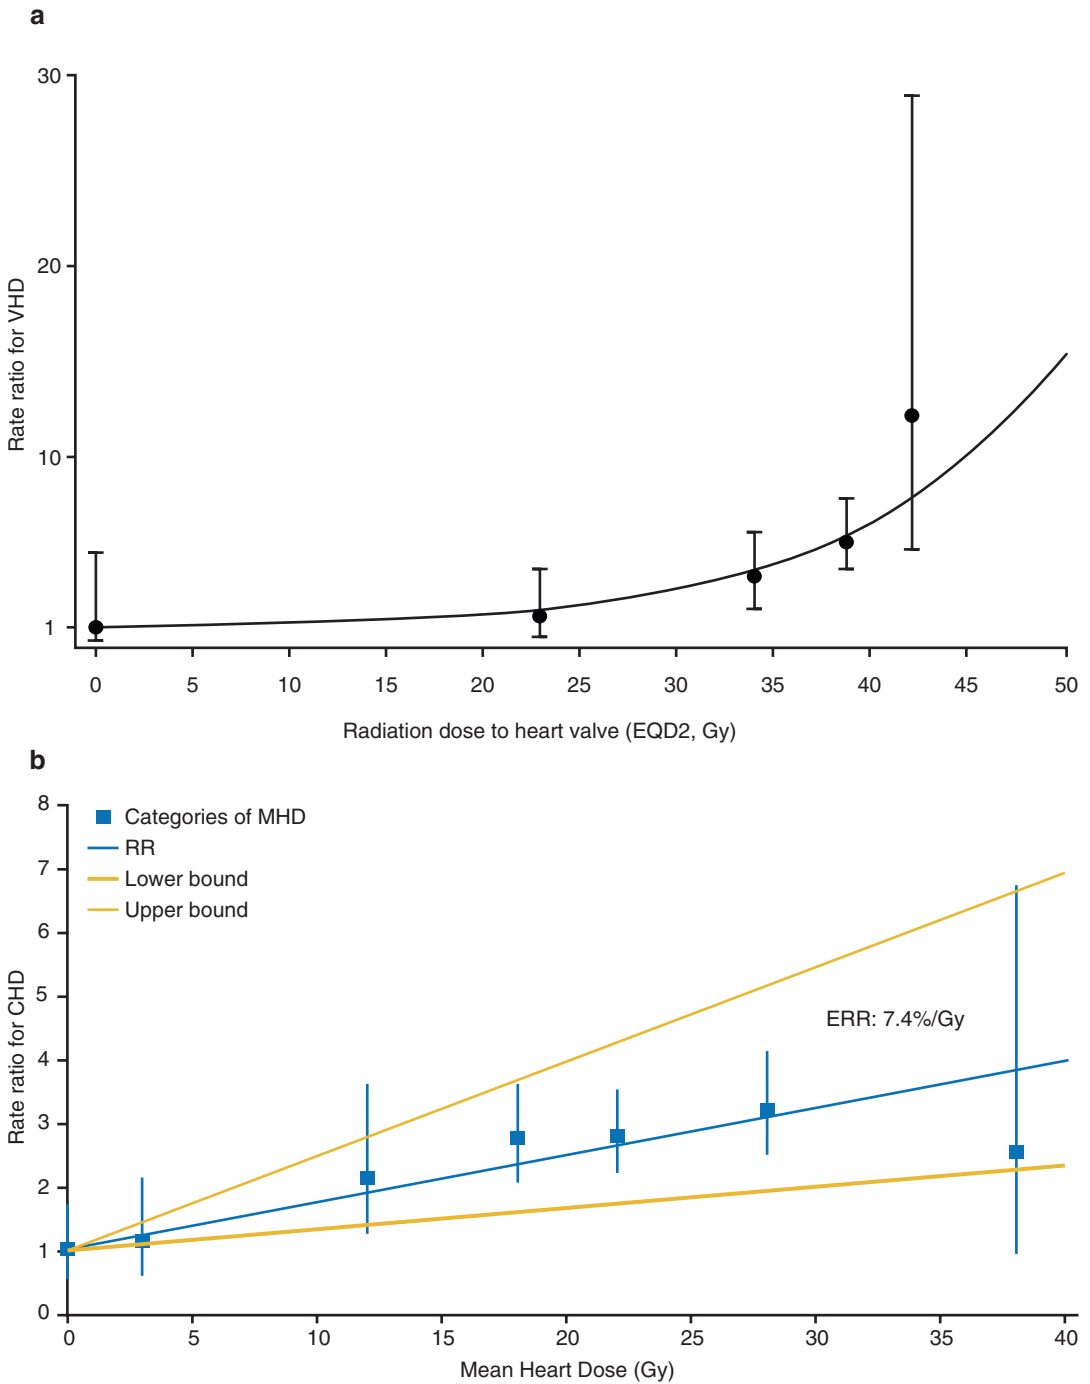 a
30
20
10
1
Rate ratio for VHD
0 5 10 15 20 25 30 35 40 45 50
Radiation dose to heart valve (EQD2, Gy)
b
8
7
6
5
4
3
2
1
0
Rate ratio for CHD
Categories of MHD
RR
Lower bound
Upper bound
ERR: 7.4%/Gy
0 5 10 15 20 25 30 35 40
Mean Heart Dose (Gy)